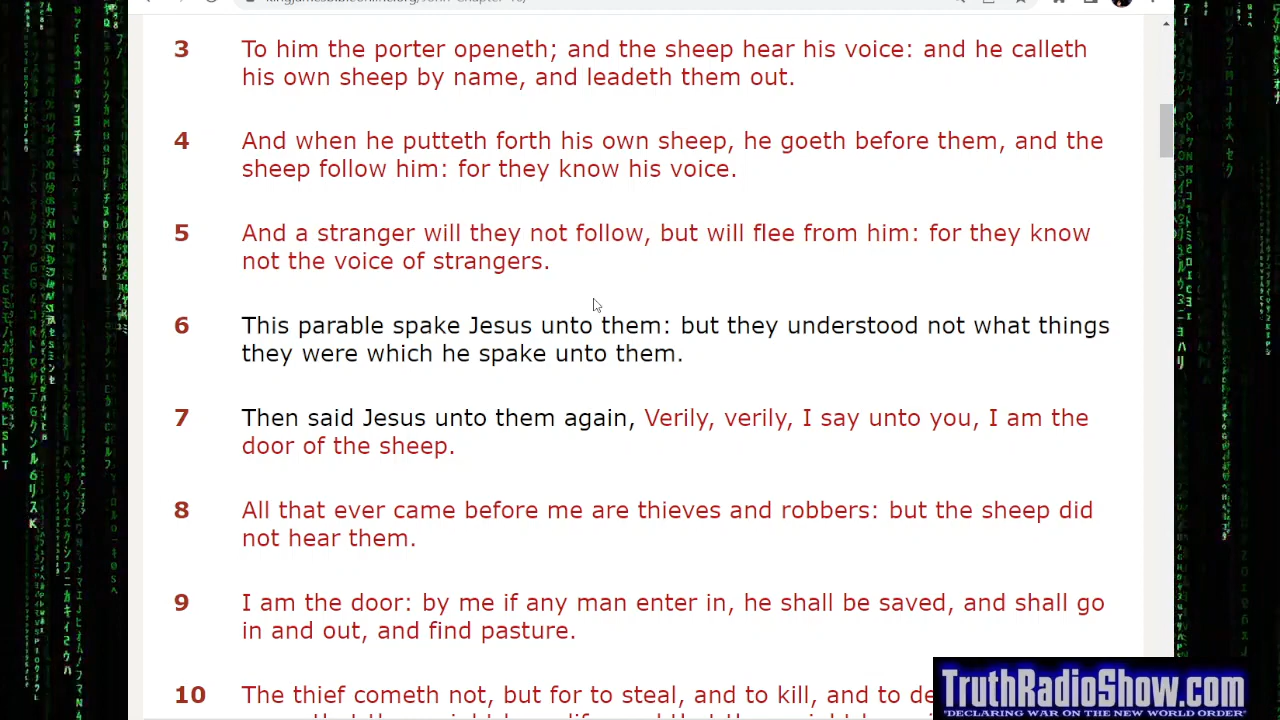 3 To him the porter openeth; and the sheep hear his voice: and he calleth
his own sheep by name, and leadeth them out.
4 And when he putteth forth his own sheep, he goeth before them, and the
sheep follow him: for they know his voice.
5 And a stranger will they not follow, but will flee from him: for they know
not the voice of strangers.
6 This parable spake Jesus unto them: but they understood not what things
they were which he spake unto them.
7 Then said Jesus unto them again, Verily, verily, I say unto you, I am the
door of the sheep.
8 All that ever came before me are thieves and robbers: but the sheep did
not hear them.
9 I am the door: by me if any man enter in, he shall be saved, and shall go
in and out, and find pasture.
10 The thief cometh not, but for to steal, and to kill, and to de
TruthRadioShow.com
"DECLARING WAR ON THE NEW WORLD ORDER"